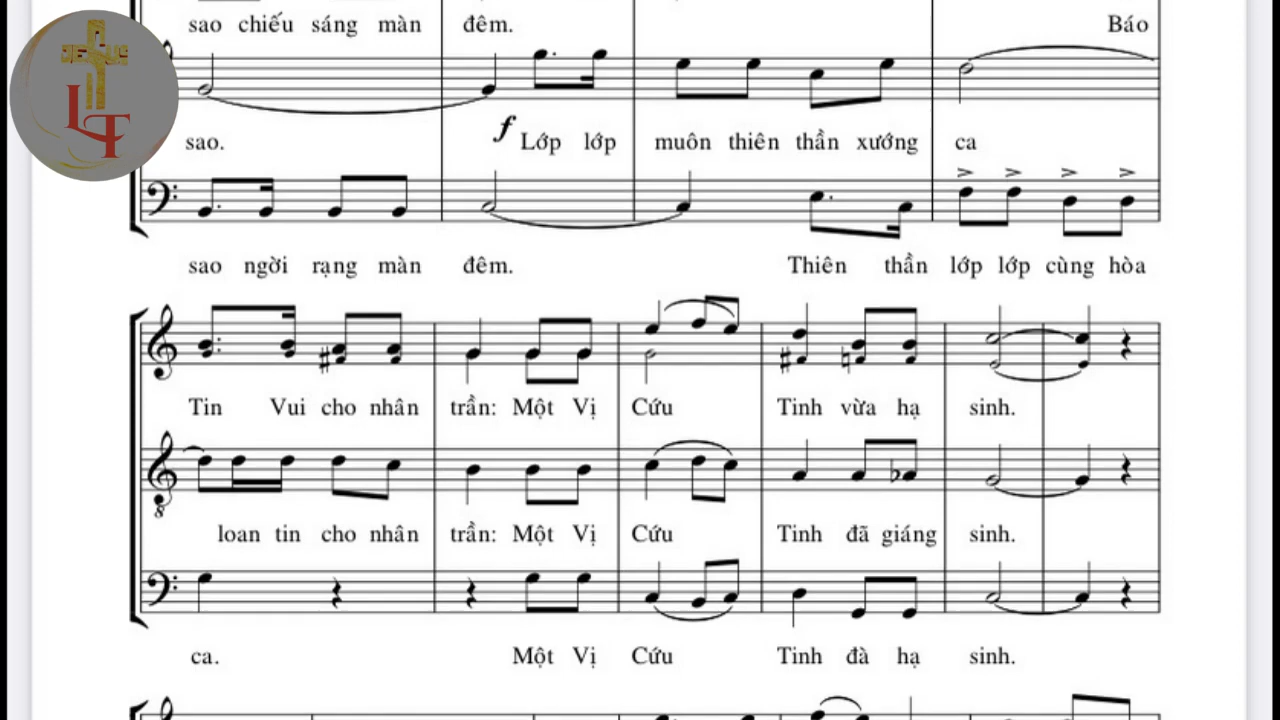 sao chiếu sáng màn đêm. Báo
JESUS
LT
f
sao. Lớp lớp muôn thiên thần xướng ca
sao ngời rạng màn đêm. Thiên thần lớp lớp cùng hòa
Tin Vui cho nhân trần: Một Vị Cứu Tinh vừa hạ sinh.
8
loan tin cho nhân trần: Một Vị Cứu Tinh đã giáng sinh.
ca. Một Vị Cứu Tinh đà hạ sinh.